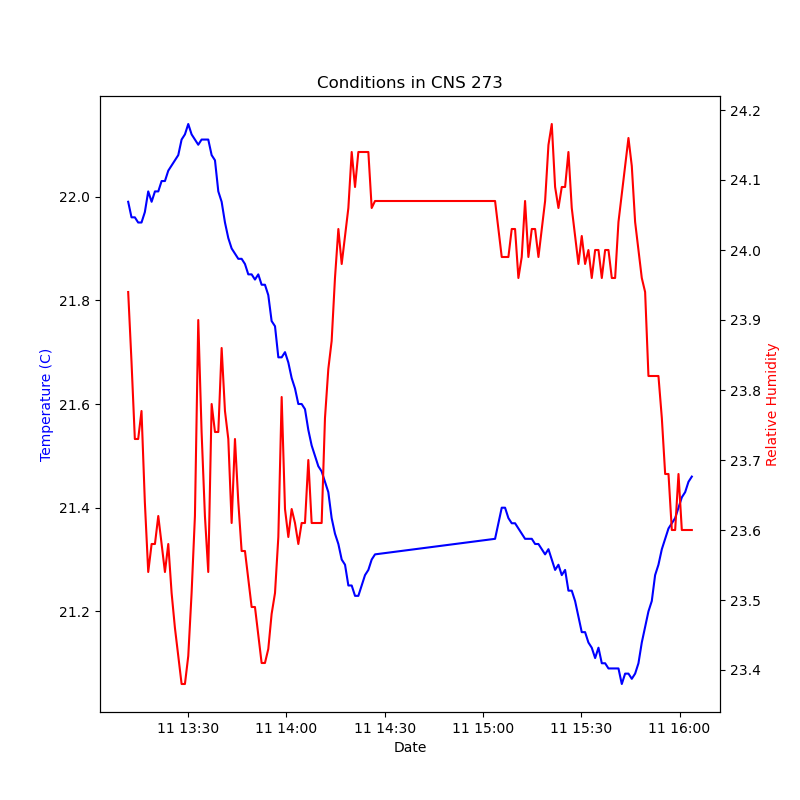 Conditions in CNS 273
24.2
24.1
22.0
24.0
21.8
23.9
Temperature (C)
Relative Humidity
21.6
23.8
23.7
21.4
23.6
21.2
23.5
23.4
11 13:30 11 14:00 11 14:30 11 15:00 11 15:30 11 16:00
Date